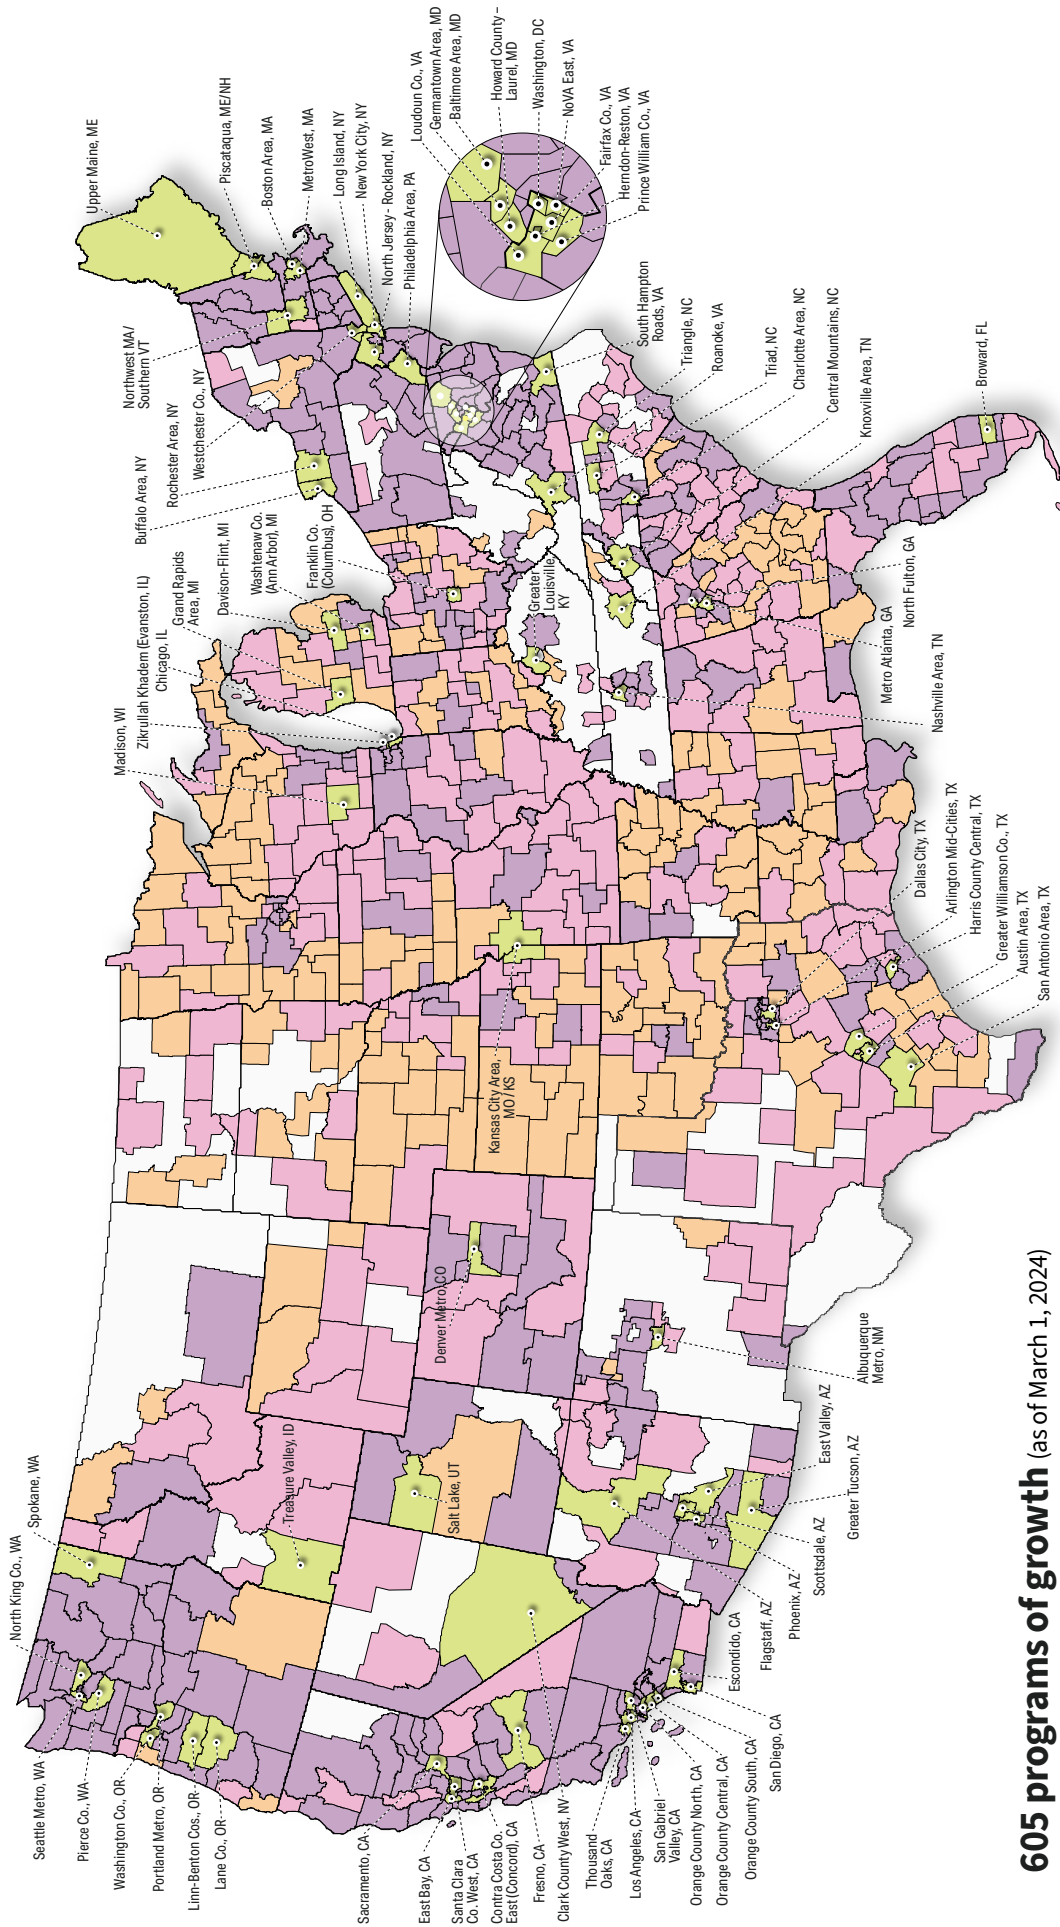 North King Co., WA
Spokane, WA
Seattle Metro, WA
Pierce Co., WA
Washington Co., OR
Portland Metro, OR
Linn-Benton Cos., OR
Lane Co., OR
Treasure Valley, ID
Salt Lake, UT
Denver Metro, CO
Kansas City Area,
MO / KS
Sacramento, CA
East Bay, CA
Santa Clara
Co. West, CA
Contra Costa Co.
East (Concord), CA
Fresno, CA
Clark County West, NV
Thousand
Oaks, CA
Los Angeles, CA
San Gabriel
Valley, CA
Orange County North, CA
Orange County Central, CA
Orange County South, CA
San Diego, CA
Escondido, CA
Flagstaff, AZ
Phoenix, AZ
Scottsdale, AZ
Greater Tucson, AZ
East Valley, AZ
Albuquerque
Metro, NM
San Antonio Area, TX
Austin Area, TX
Greater Williamson Co., TX
Harris County Central, TX
Arlington Mid-Cities, TX
Dallas City, TX
Madison, WI
Zikrullah Khadem (Evanston, IL)
Chicago, IL
Grand Rapids
Area, MI
Davison-Flint, MI
Washtenaw Co.
(Ann Arbor), MI
Franklin Co.
(Columbus), OH
Greater
Louisville,
KY
Nashville Area, TN
Metro Atlanta, GA
North Fulton, GA
Knoxville Area, TN
Central Mountains, NC
Charlotte Area, NC
Triad, NC
Roanoke, VA
Triangle, NC
South Hampton
Roads, VA
Broward, FL
Buffalo Area, NY
Rochester Area, NY
Westchester Co., NY
Northwest MA/
Southern VT
Upper Maine, ME
Piscataqua, ME/NH
Boston Area, MA
MetroWest, MA
Long Island, NY
New York City, NY
North Jersey - Rockland, NY
Philadelphia Area, PA
Loudoun Co., VA
Germantown Area, MD
Baltimore Area, MD
Howard County –
Laurel, MD
Washington, DC
NoVA East, VA
Fairfax Co., VA
Herndon-Reston, VA
Prince William Co., VA
605 programs of growth (as of March 1, 2024)